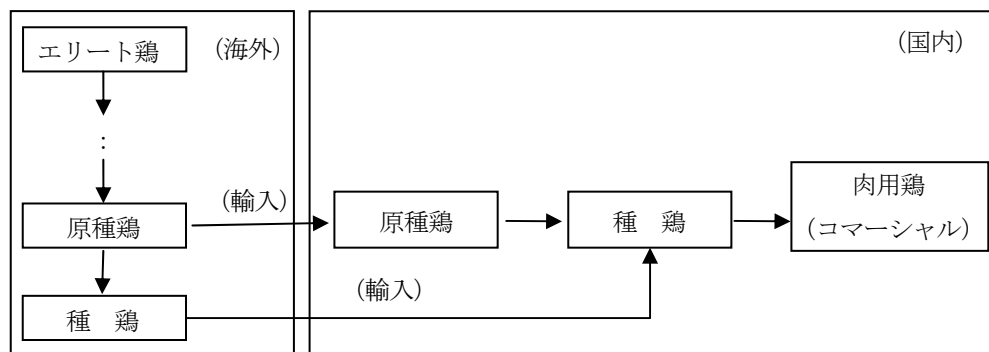 エリート鶏
(海外)
(国内)
:
(輸入)
原種鶏
原種鶏
種　鶏
肉用鶏
(コマーシャル)
(輸入)
種　鶏